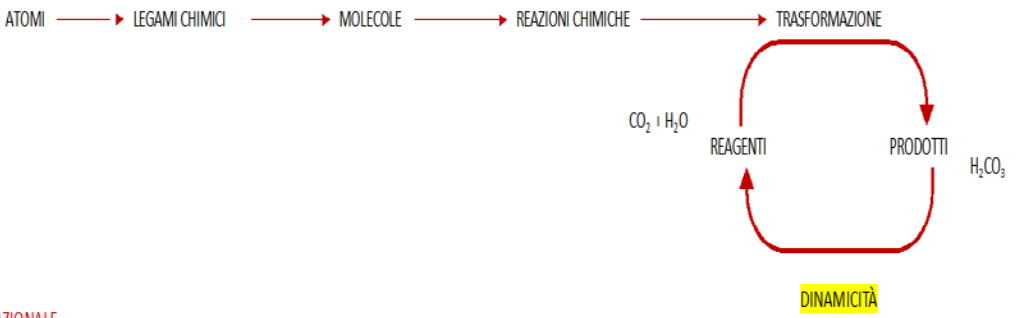 ATOMI LEGAMI CHIMICI MOLECOLE REAZIONI CHIMICHE TRASFORMAZIONE
CO₂ + H₂O
REAGENTI PRODOTTI
H₂CO₃
DINAMICITÀ